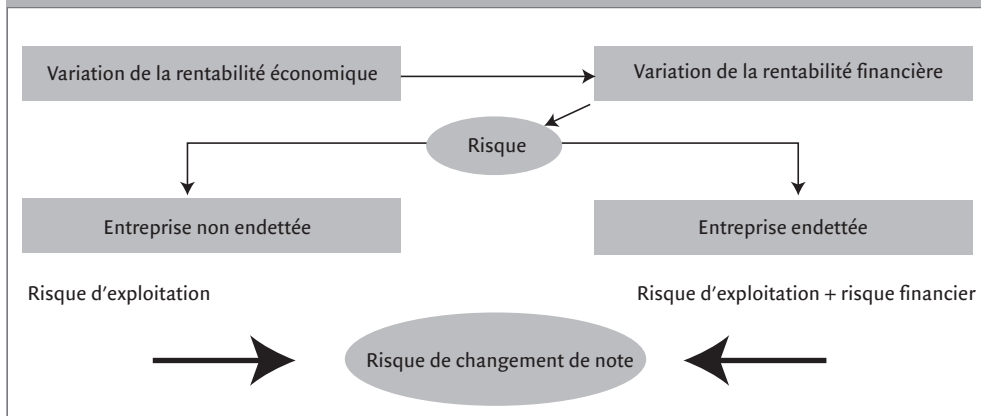 Variation de la rentabilité économique
Variation de la rentabilité financière
Risque
Entreprise non endettée
Entreprise endettée
Risque d'exploitation
Risque d'exploitation + risque financier
Risque de changement de note